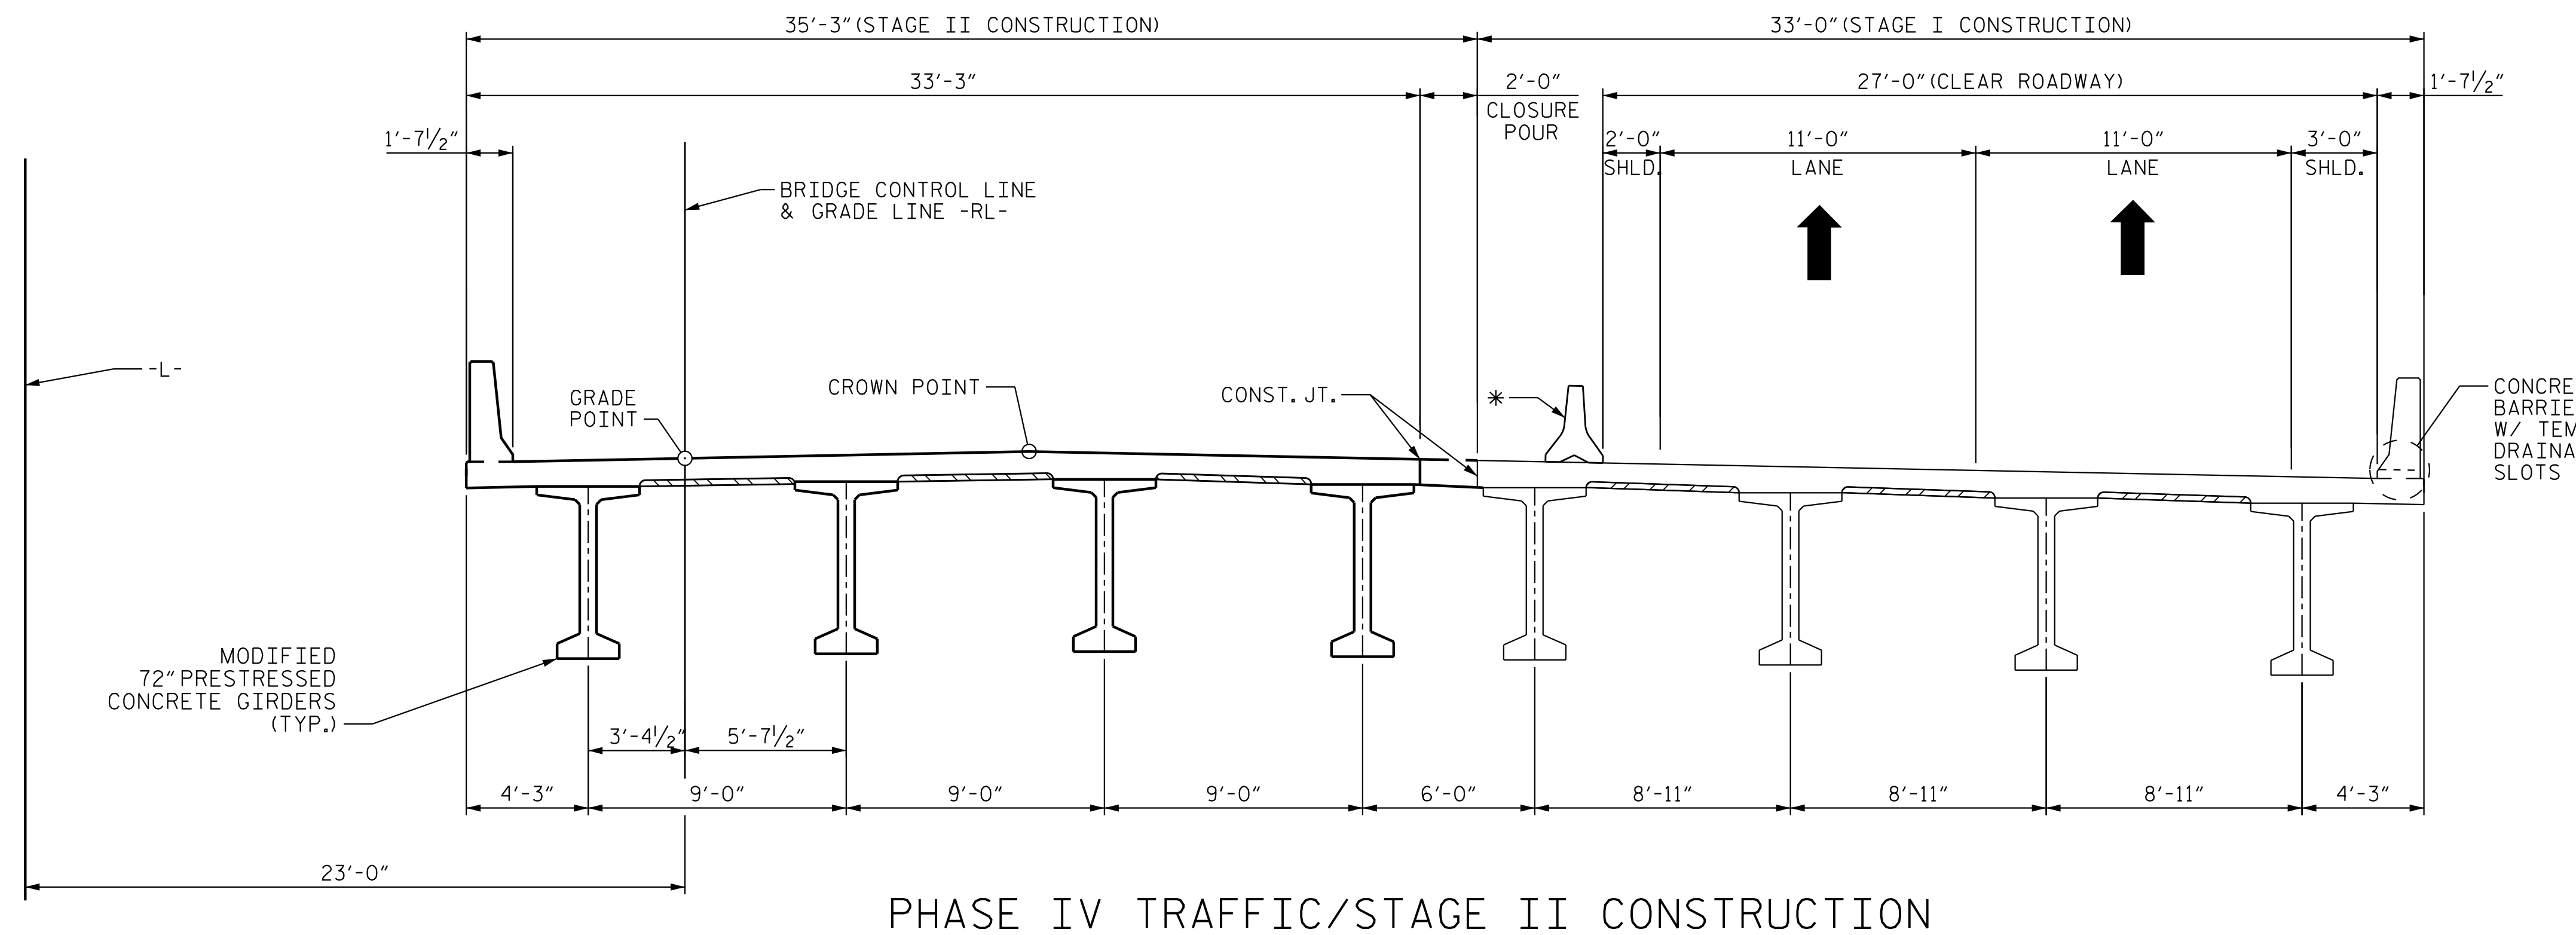 35'-3"(STAGE II CONSTRUCTION)
33'-0"(STAGE I CONSTRUCTION)
33'-3"
2'-0"
CLOSURE
POUR
27'-0"(CLEAR ROADWAY)
1'-7½"
1'-7½"
2'-0"
SHLD.
11'-0"
LANE
11'-0"
LANE
3'-0"
SHLD.
BRIDGE CONTROL LINE
& GRADE LINE -RL-
-L-
GRADE
POINT
CROWN POINT
CONST. JT.
*
CONCRE
BARRIE
W/ TEM
DRAINA
SLOTS
MODIFIED
72" PRESTRESSED
CONCRETE GIRDERS
(TYP.)
3'-4½"
5'-7½"
4'-3"
9'-0"
9'-0"
9'-0"
6'-0"
8'-11"
8'-11"
8'-11"
4'-3"
23'-0"
PHASE IV TRAFFIC/STAGE II CONSTRUCTION